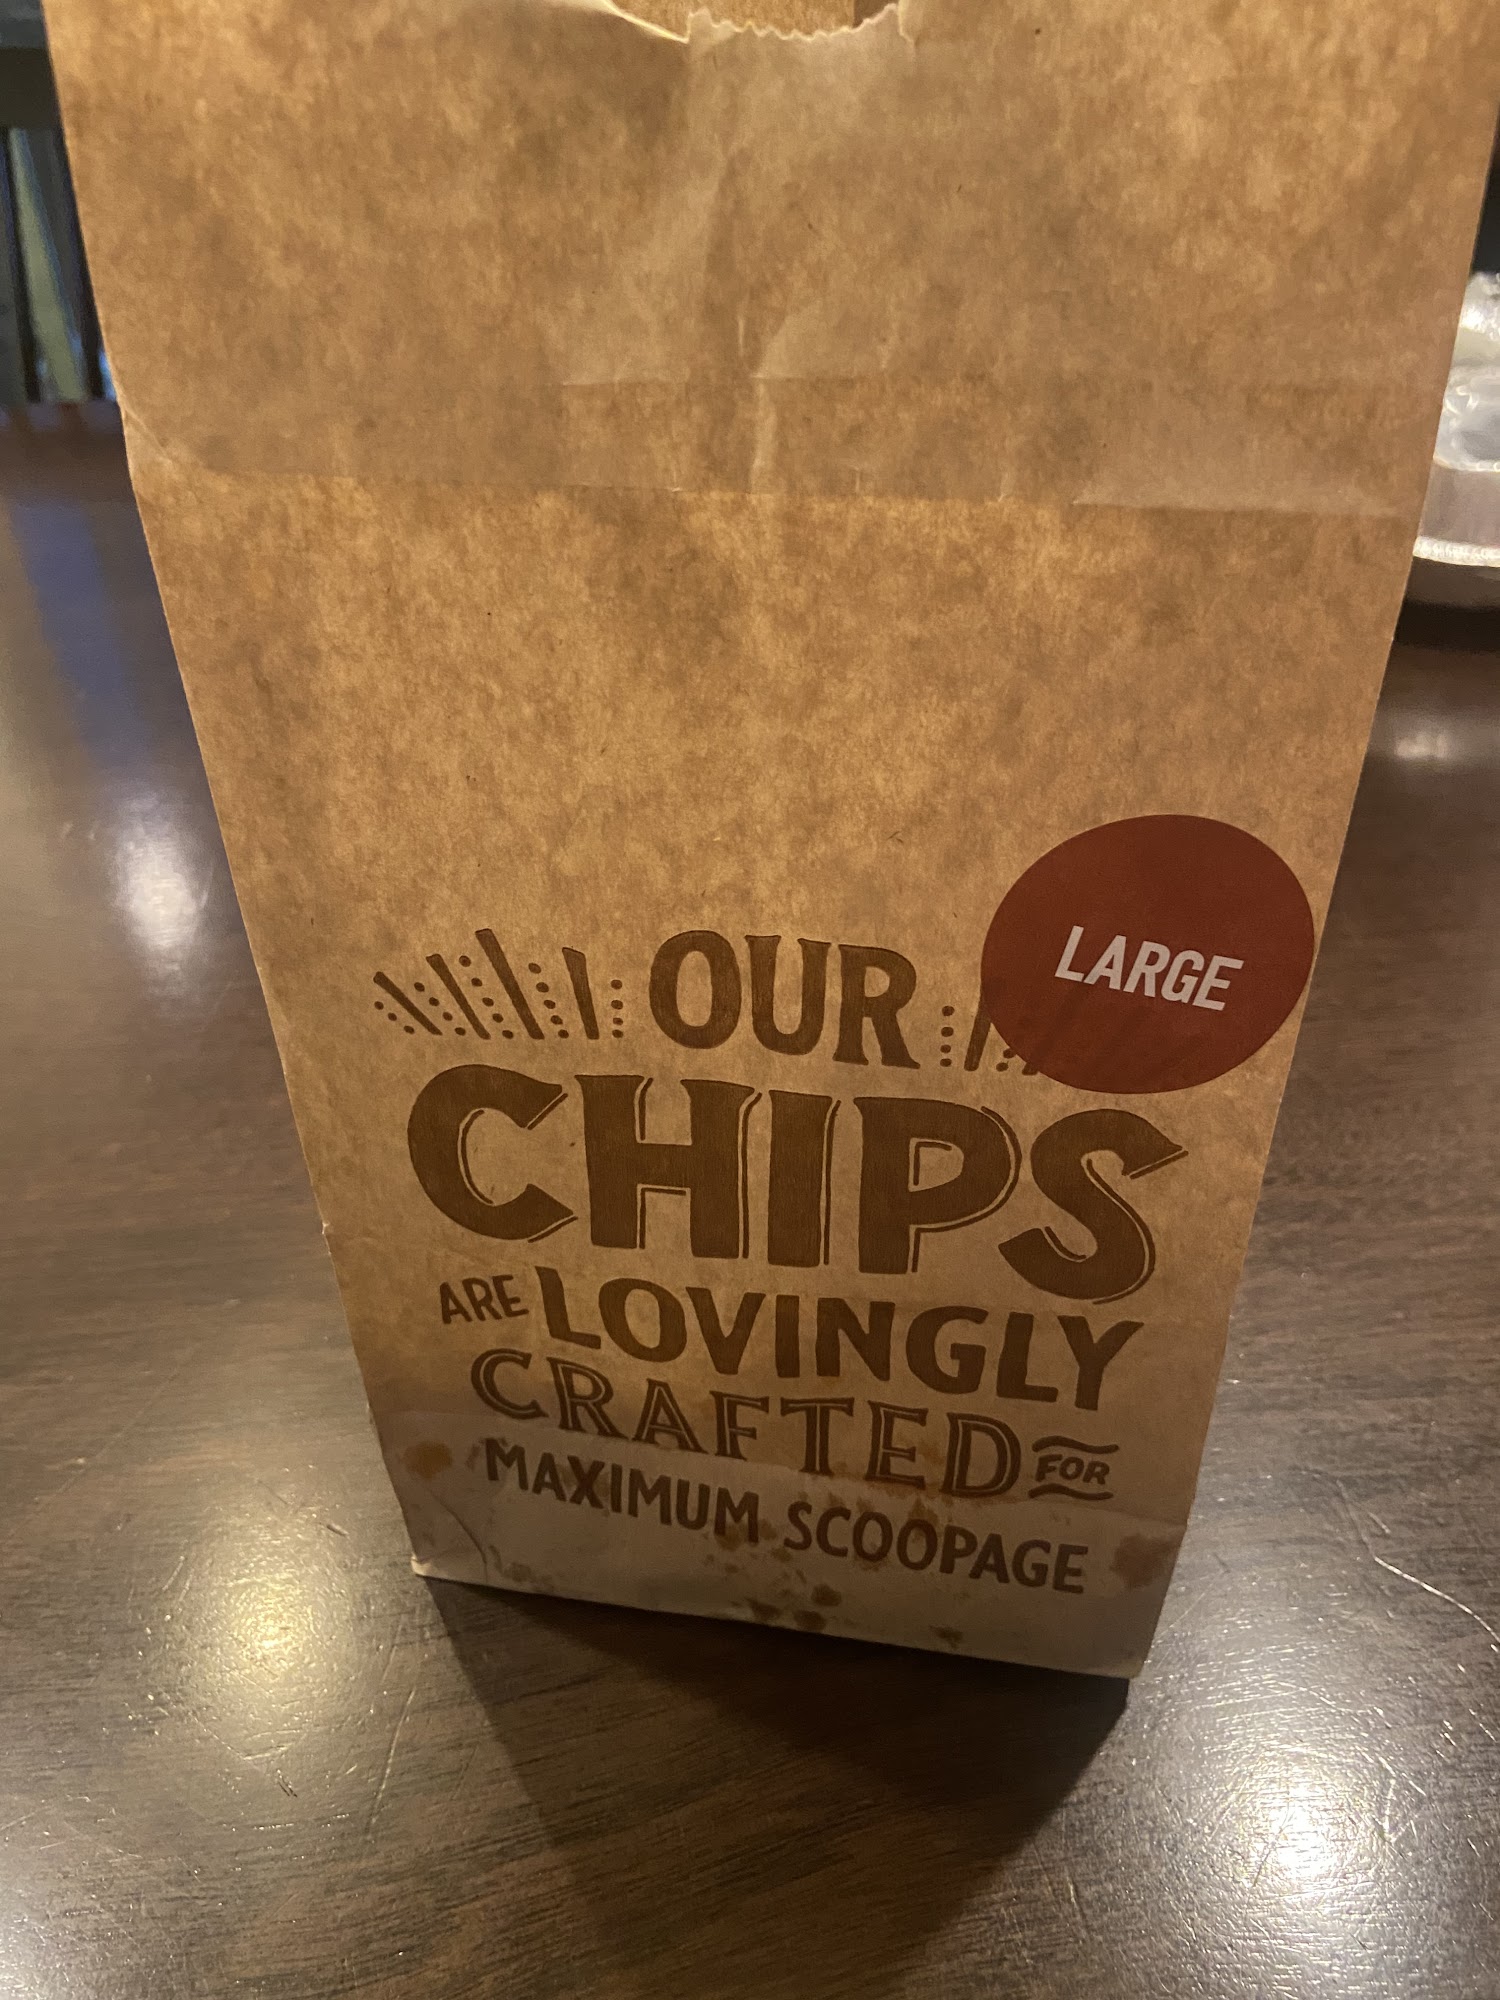 LARGE
OUR
CHIPS
ARE LOVINGLY
CRAFTED FOR
MAXIMUM SCOOPAGE